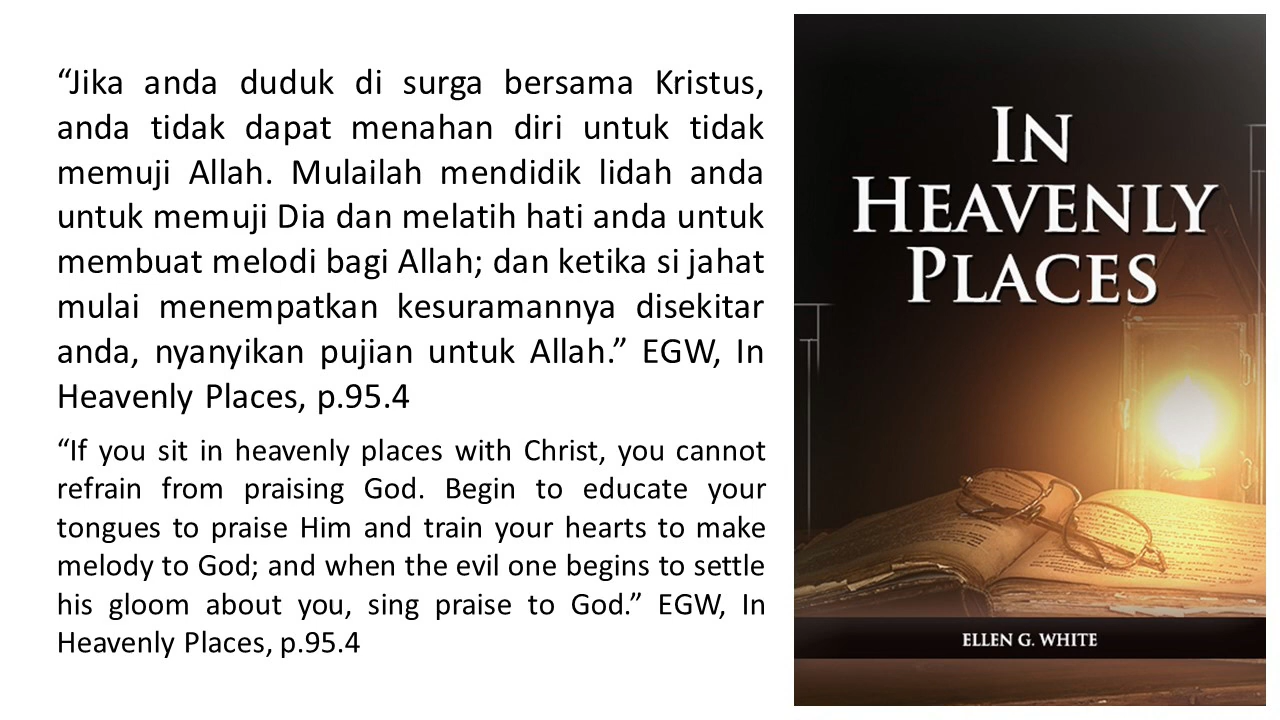 “Jika anda duduk di surga bersama Kristus,
anda tidak dapat menahan diri untuk tidak
memuji Allah. Mulailah mendidik lidah anda
untuk memuji Dia dan melatih hati anda untuk
membuat melodi bagi Allah; dan ketika si jahat
mulai menempatkan kesuramannya disekitar
anda, nyanyikan pujian untuk Allah.” EGW, In
Heavenly Places, p.95.4
“If you sit in heavenly places with Christ, you cannot
refrain from praising God. Begin to educate your
tongues to praise Him and train your hearts to make
melody to God; and when the evil one begins to settle
his gloom about you, sing praise to God.” EGW, In
Heavenly Places, p.95.4
IN
HEAVENLY
PLACES
ELLEN G. WHITE